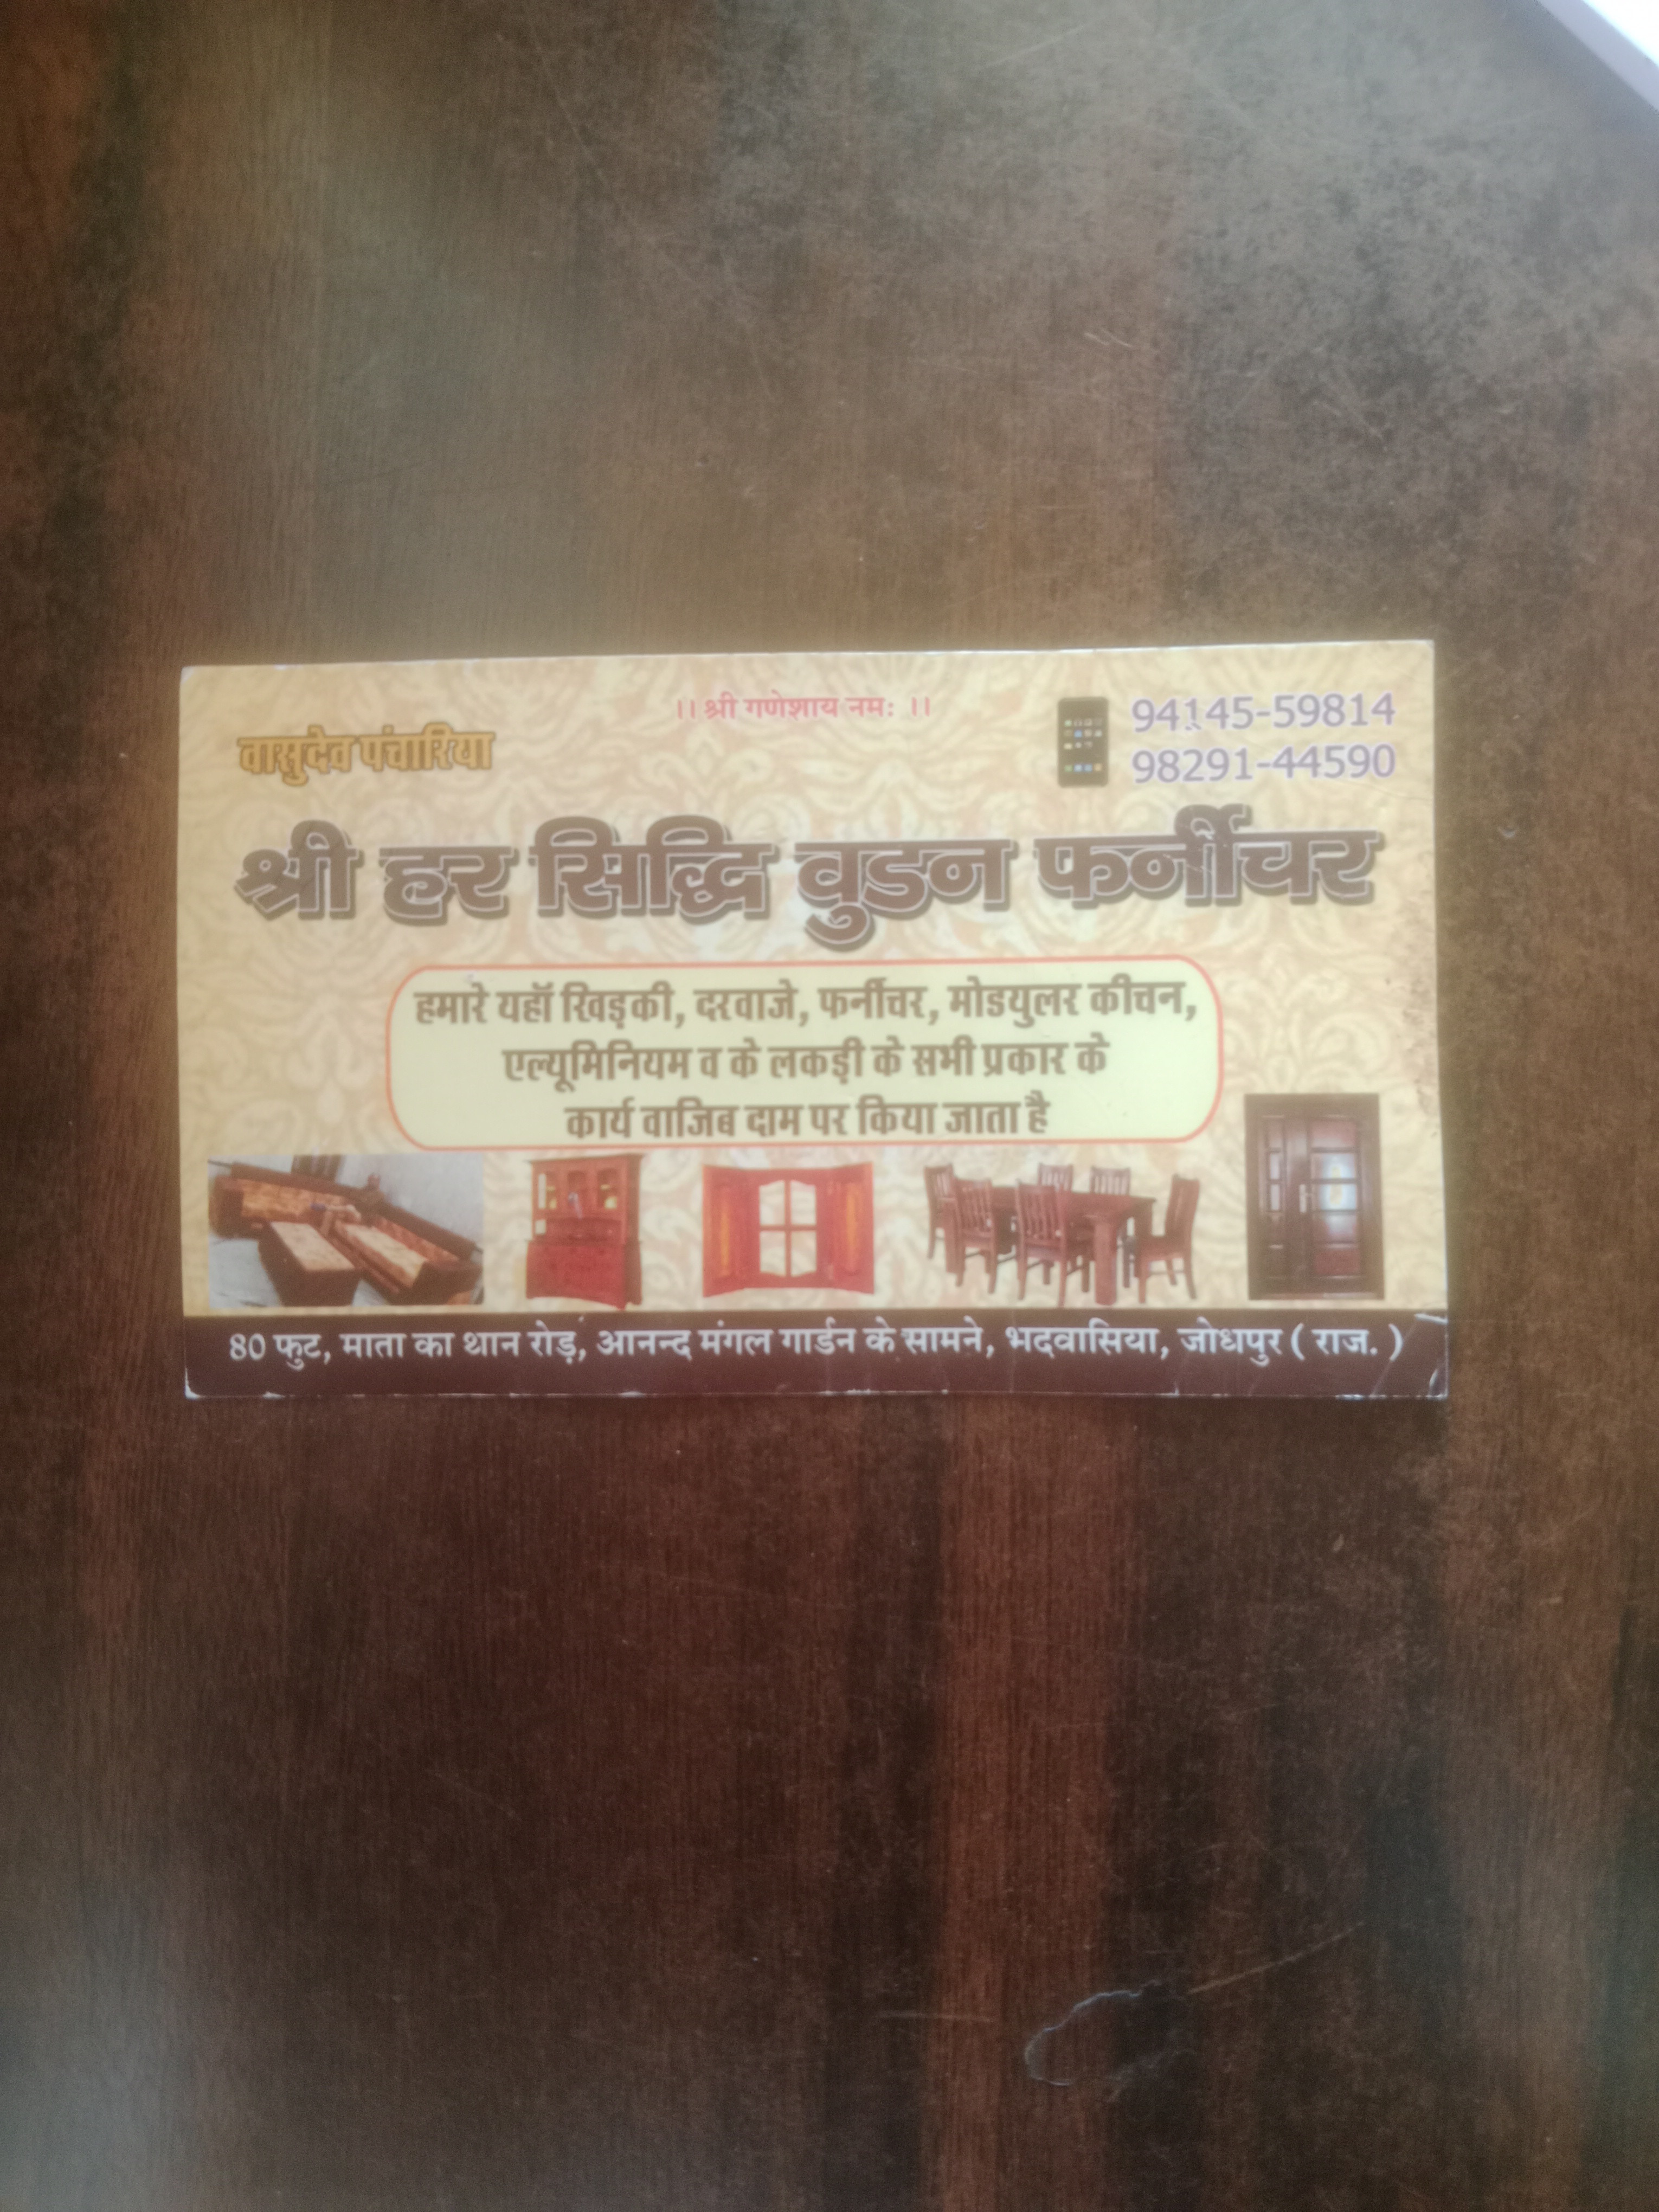 ।। श्री गणेशाय नमः ।।
वासुदेव पंचारिया
94145-59814
98291-44590
श्री हर सिद्धि वुडन फर्नीचर
हमारे यहाॅ खिड़की, दरवाजे, फर्नीचर, मोडयुलर कीचन,
एल्यूमिनियम व के लकड़ी के सभी प्रकार के
कार्य वाजिब दाम पर किया जाता है
80 फुट, माता का थान रोड़, आनन्द मंगल गार्डन के सामने, भदवासिया, जोधपुर ( राज. )